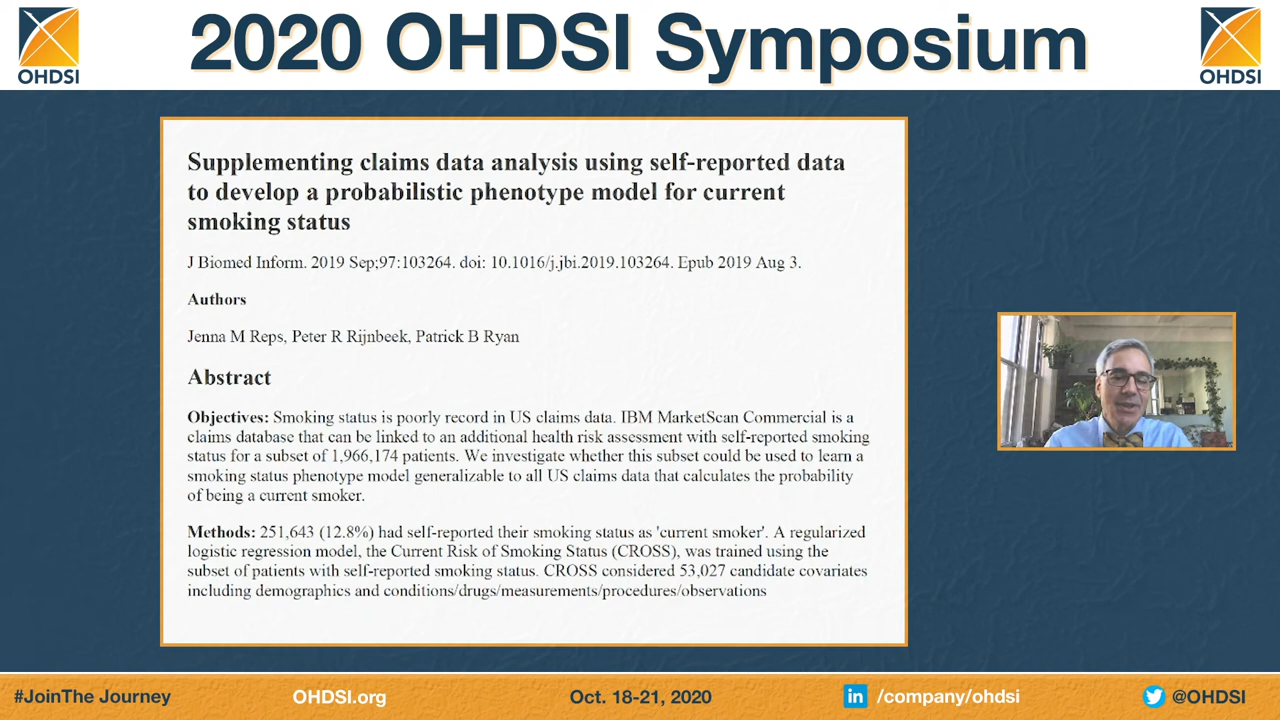 OHDSI
2020 OHDSI Symposium
OHDSI
Supplementing claims data analysis using self-reported data
to develop a probabilistic phenotype model for current
smoking status
J Biomed Inform. 2019 Sep;97:103264. doi: 10.1016/j.jbi.2019.103264. Epub 2019 Aug 3.
Authors
Jenna M Reps, Peter R Rijnbeek, Patrick B Ryan
Abstract
Objectives: Smoking status is poorly record in US claims data. IBM MarketScan Commercial is a
claims database that can be linked to an additional health risk assessment with self-reported smoking
status for a subset of 1,966,174 patients. We investigate whether this subset could be used to learn a
smoking status phenotype model generalizable to all US claims data that calculates the probability
of being a current smoker.
Methods: 251,643 (12.8%) had self-reported their smoking status as 'current smoker'. A regularized
logistic regression model, the Current Risk of Smoking Status (CROSS), was trained using the
subset of patients with self-reported smoking status. CROSS considered 53,027 candidate covariates
including demographics and conditions/drugs/measurements/procedures/observations
#JoinThe Journey
OHDSI.org
Oct. 18-21, 2020
in /company/ohdsi
@OHDSI